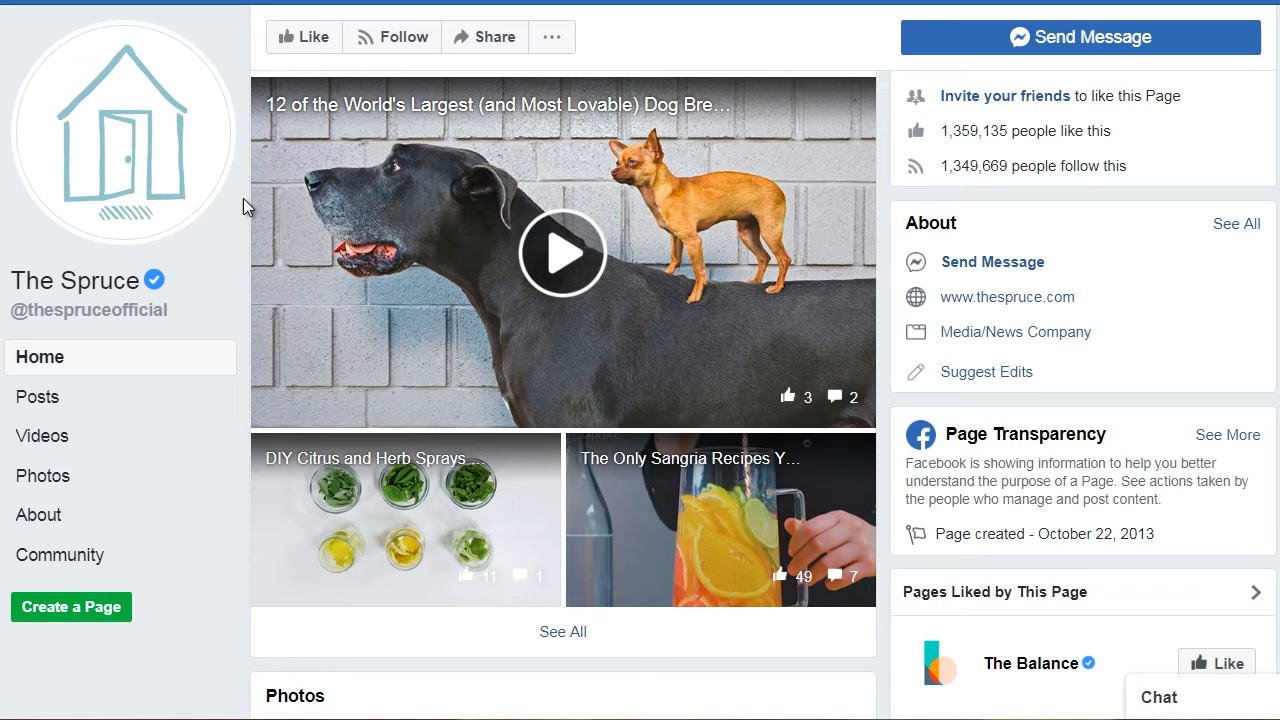 The Spruce
@thespruceofficial
Home
Posts
Videos
Photos
About
Community
Create a Page
Like
Follow
Share
Send Message
12 of the World's Largest (and Most Lovable) Dog Bre...
3
2
DIY Citrus and Herb Sprays ...
11
1
The Only Sangria Recipes Y...
49
7
See All
Photos
Invite your friends to like this Page
1,359,135 people like this
1,349,669 people follow this
About
See All
Send Message
www.thespruce.com
Media/News Company
Suggest Edits
Page Transparency
See More
Facebook is showing information to help you better
understand the purpose of a Page. See actions taken by
the people who manage and post content.
Page created - October 22, 2013
Pages Liked by This Page
The Balance
Like
Chat